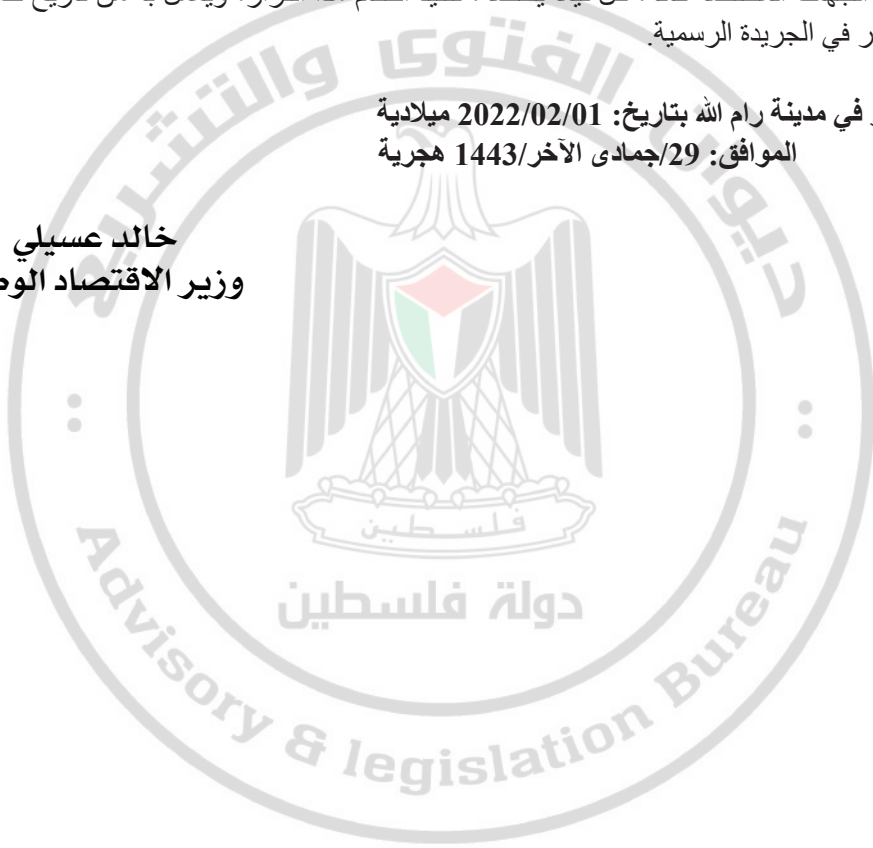 الجهات المختصة كافة، كل فيما يخصه، تنفيذ أحكام هذا القرار، ويعمل به من تاريخ
في الجريدة الرسمية.
في مدينة رام الله بتاريخ: 2022/02/01 ميلادية
الموافق: 29/جمادى الآخر/1443 هجرية
خالد عسيلي
وزير الاقتصاد
ديوان الفتوى والتشريع
فلسطين
دولة فلسطين
Advisory & legislation Bureau